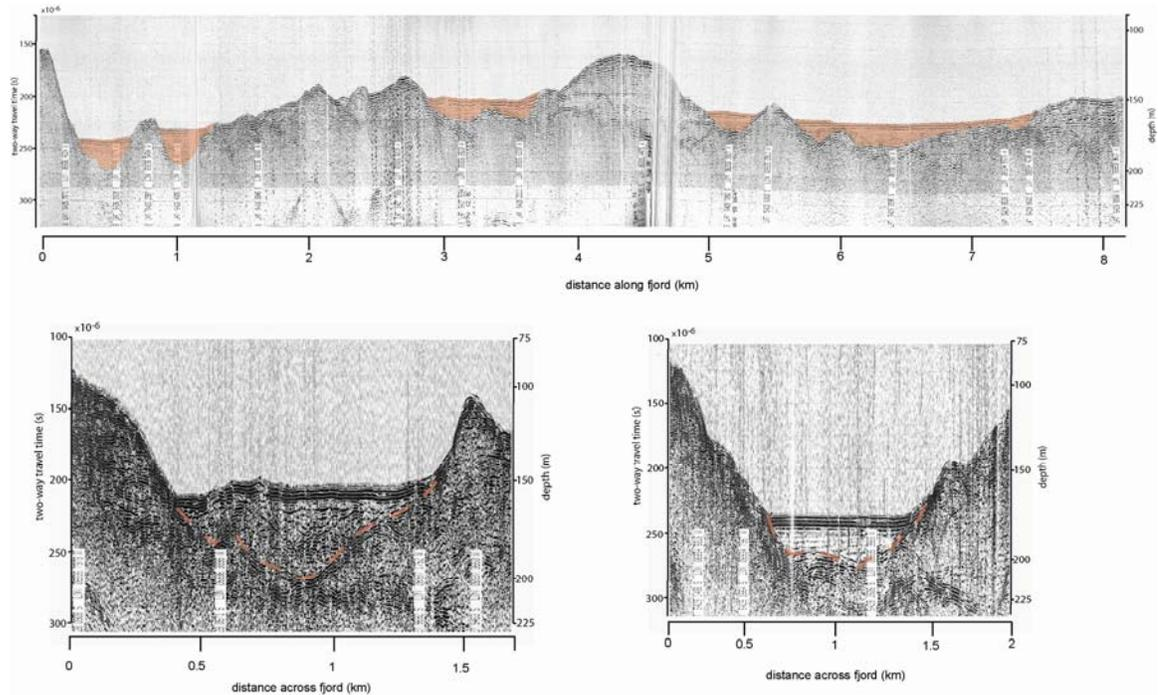 x10⁻⁶
two-way travel time (s)
150
200
250
300
100
150
200
225
depth (m)
0 1 2 3 4 5 6 7 8
distance along fjord (km)
x10⁻⁶
two-way travel time (s)
100
150
200
250
300
75
100
150
200
225
depth (m)
0 0.5 1 1.5
distance across fjord (km)
x10⁻⁶
two-way travel time (s)
100
150
200
250
300
75
100
150
200
225
depth (m)
0 0.5 1 1.5 2
distance across fjord (km)